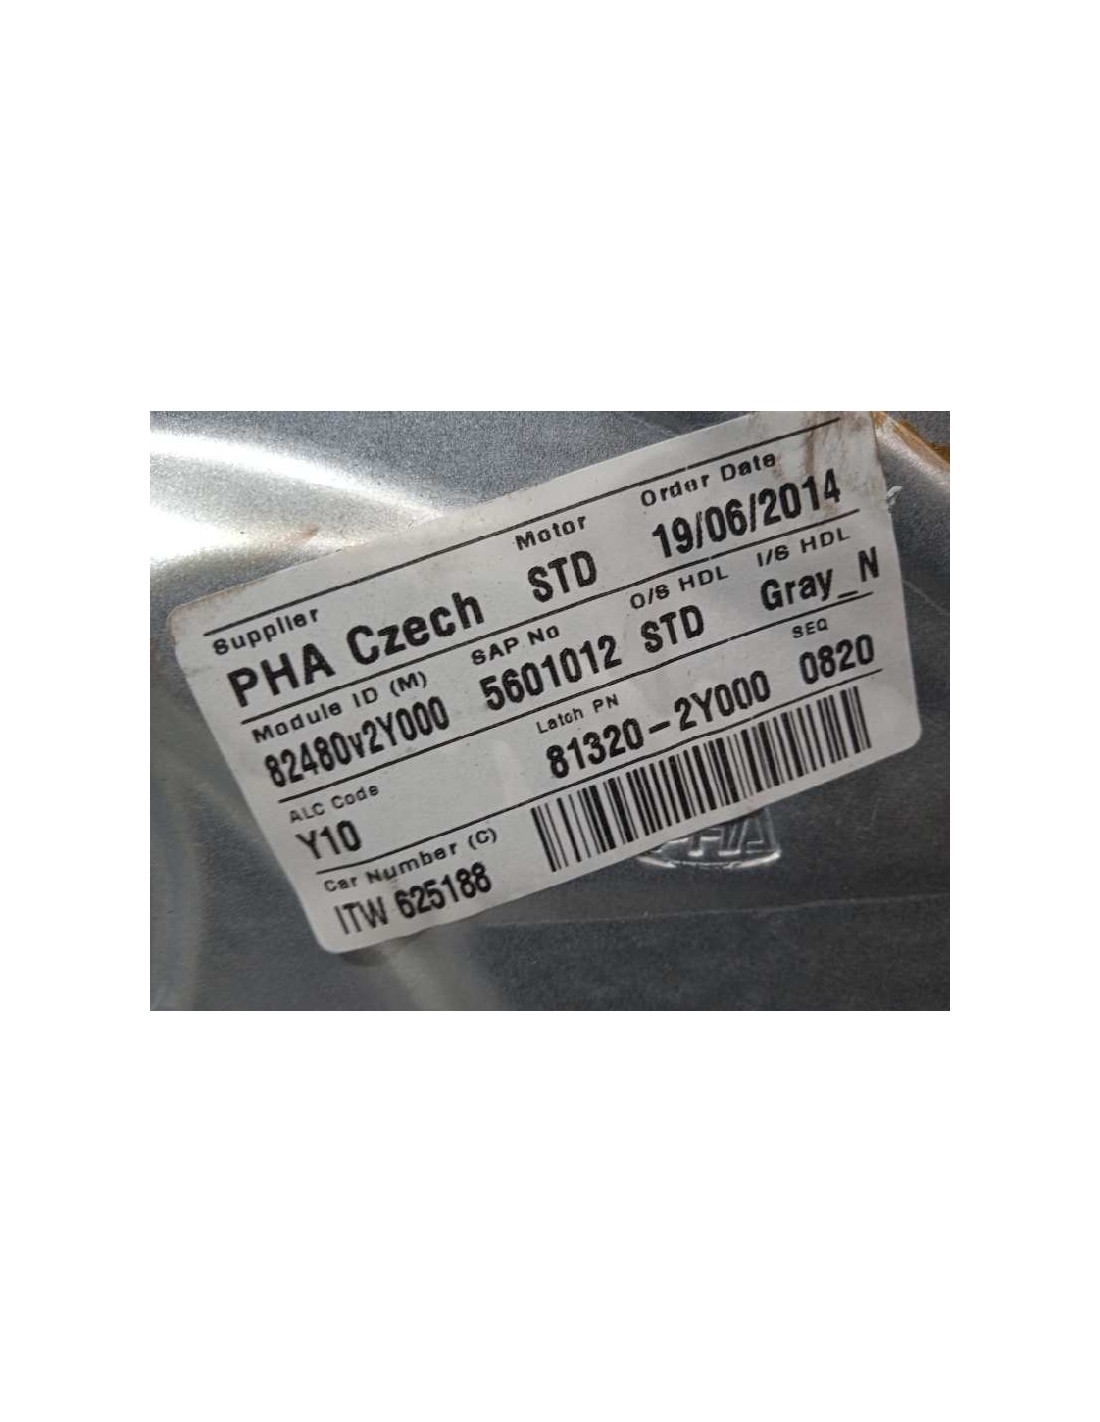 Supplier Motor Order Date
PHA Czech STD 19/06/2014
Module ID (M) SAP No O/S HDL I/S HDL
82480v2Y000 5601012 STD Gray_N
ALC Code Latch PN SEQ
Y10 81320-2Y000 0820
Car Number (C)
ITW 625188
PHA